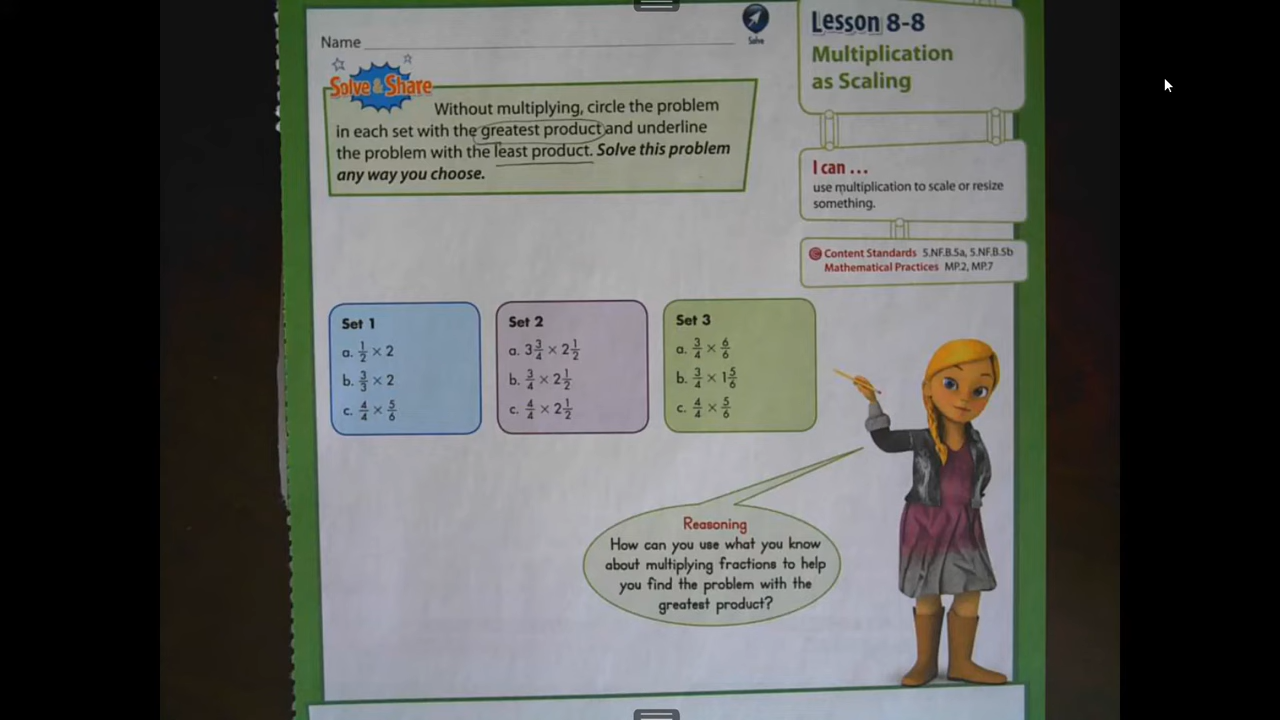 Name
Solve
Solve & Share
Without multiplying, circle the problem
in each set with the greatest product and underline
the problem with the least product. Solve this problem
any way you choose.
Lesson 8-8
Multiplication
as Scaling
I can ...
use multiplication to scale or resize
something.
Content Standards 5.NF.B.5a, 5.NF.B.5b
Mathematical Practices MP.2, MP.7
Set 1
a. 1/2 × 2
b. 3/3 × 2
c. 4/4 × 5/6
Set 2
a. 3 3/4 × 2 1/2
b. 3/4 × 2 1/2
c. 4/4 × 2 1/2
Set 3
a. 3/4 × 6/6
b. 3/4 × 1 5/6
c. 4/4 × 5/6
Reasoning
How can you use what you know
about multiplying fractions to help
you find the problem with the
greatest product?